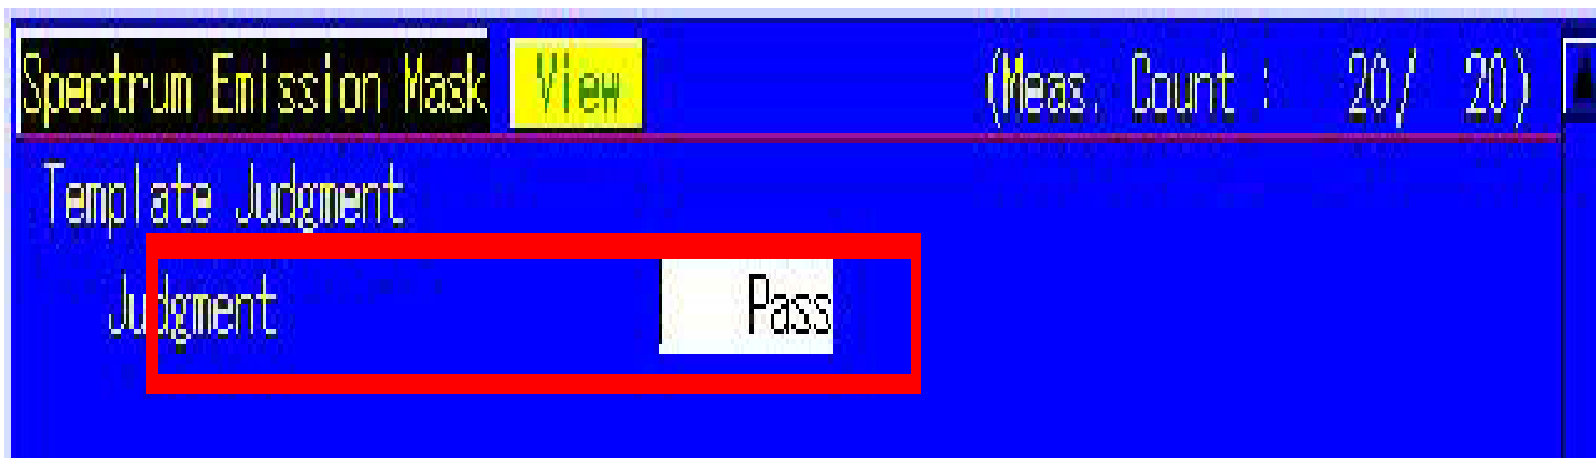 Spectrum Emission Mask View (Meas. Count : 20/ 20)
Template Judgment
Judgment Pass